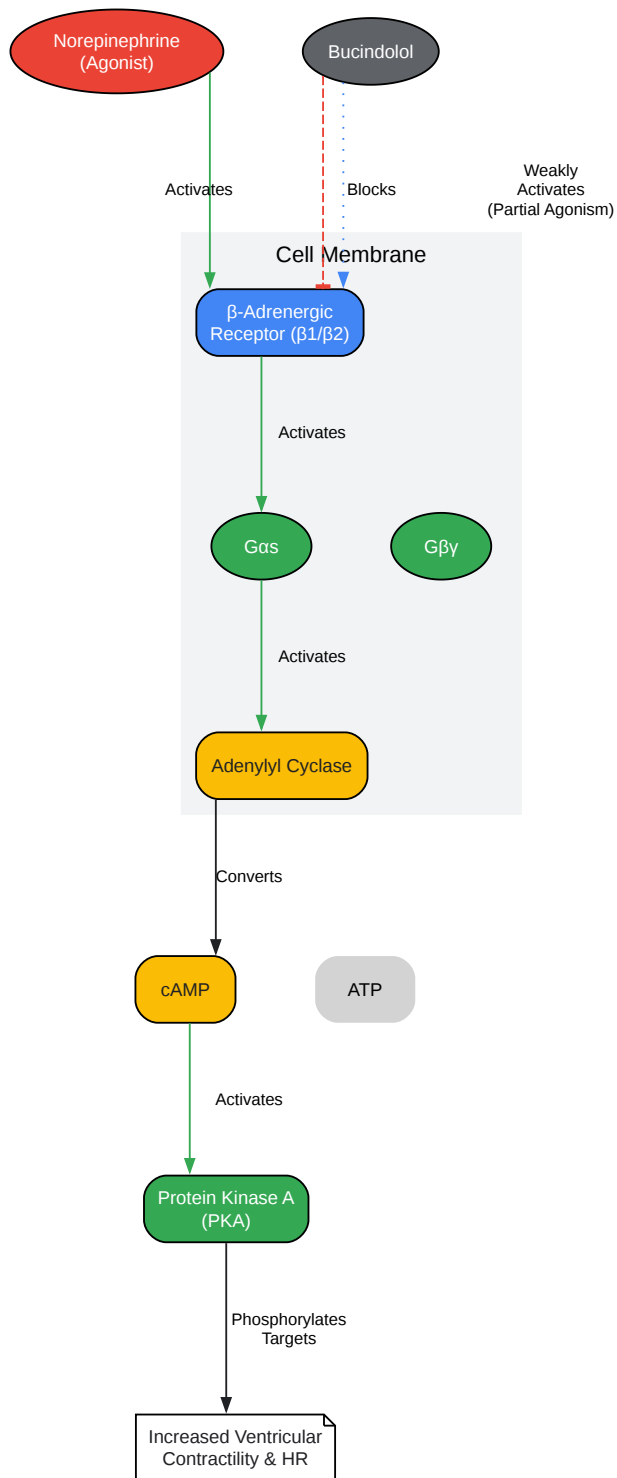 Norepinephrine
(Agonist)
Bucindolol
Activates
Blocks
Weakly
Activates
(Partial Agonism)
Cell Membrane
β-Adrenergic
Receptor (β1/β2)
Activates
Gαs
Gβγ
Activates
Adenylyl Cyclase
Converts
cAMP
ATP
Activates
Protein Kinase A
(PKA)
Phosphorylates
Targets
Increased Ventricular
Contractility & HR